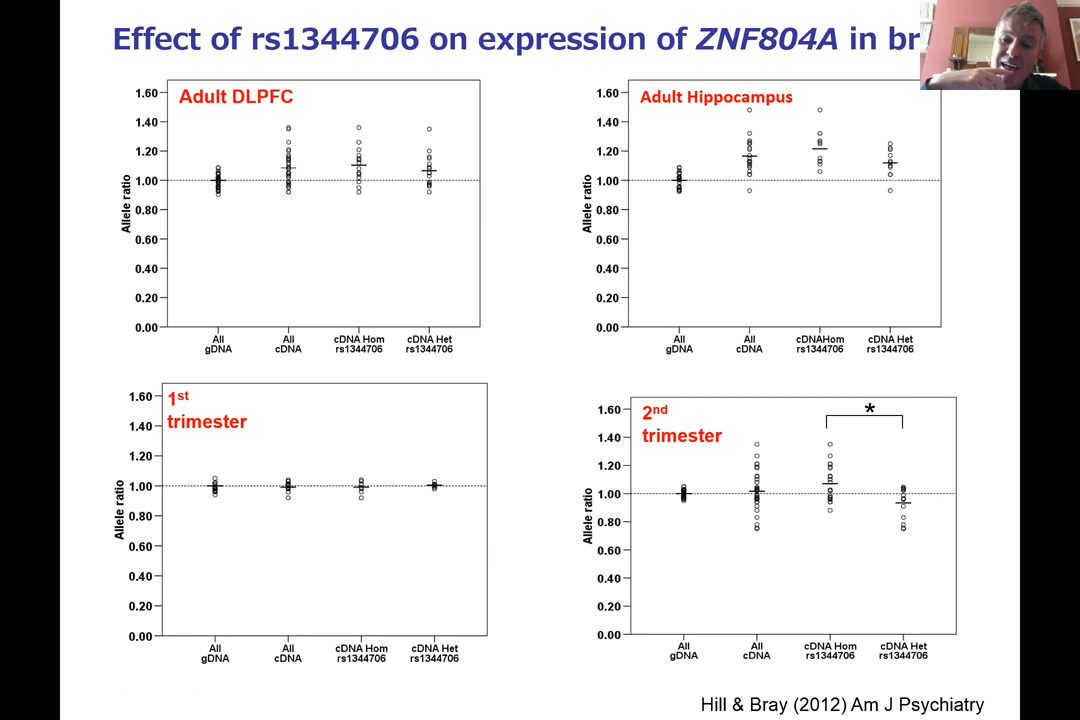 Effect of rs1344706 on expression of ZNF804A in br
Adult DLPFC
1.60
1.40
1.20
1.00
0.80
0.60
0.40
0.20
0.00
Allele ratio
All gDNA
All cDNA
cDNA Hom rs1344706
cDNA Het rs1344706
Adult Hippocampus
1.60
1.40
1.20
1.00
0.80
0.60
0.40
0.20
0.00
Allele ratio
All gDNA
All cDNA
cDNAHom rs1344706
cDNA Het rs1344706
1st
trimester
1.60
1.40
1.20
1.00
0.80
0.60
0.40
0.20
0.00
Allele ratio
All gDNA
All cDNA
cDNA Hom rs1344706
cDNA Het rs1344706
2nd
trimester
*
1.60
1.40
1.20
1.00
0.80
0.60
0.40
0.20
0.00
Allele ratio
All gDNA
All cDNA
cDNA Hom rs1344706
cDNA Het rs1344706
Hill & Bray (2012) Am J Psychiatry